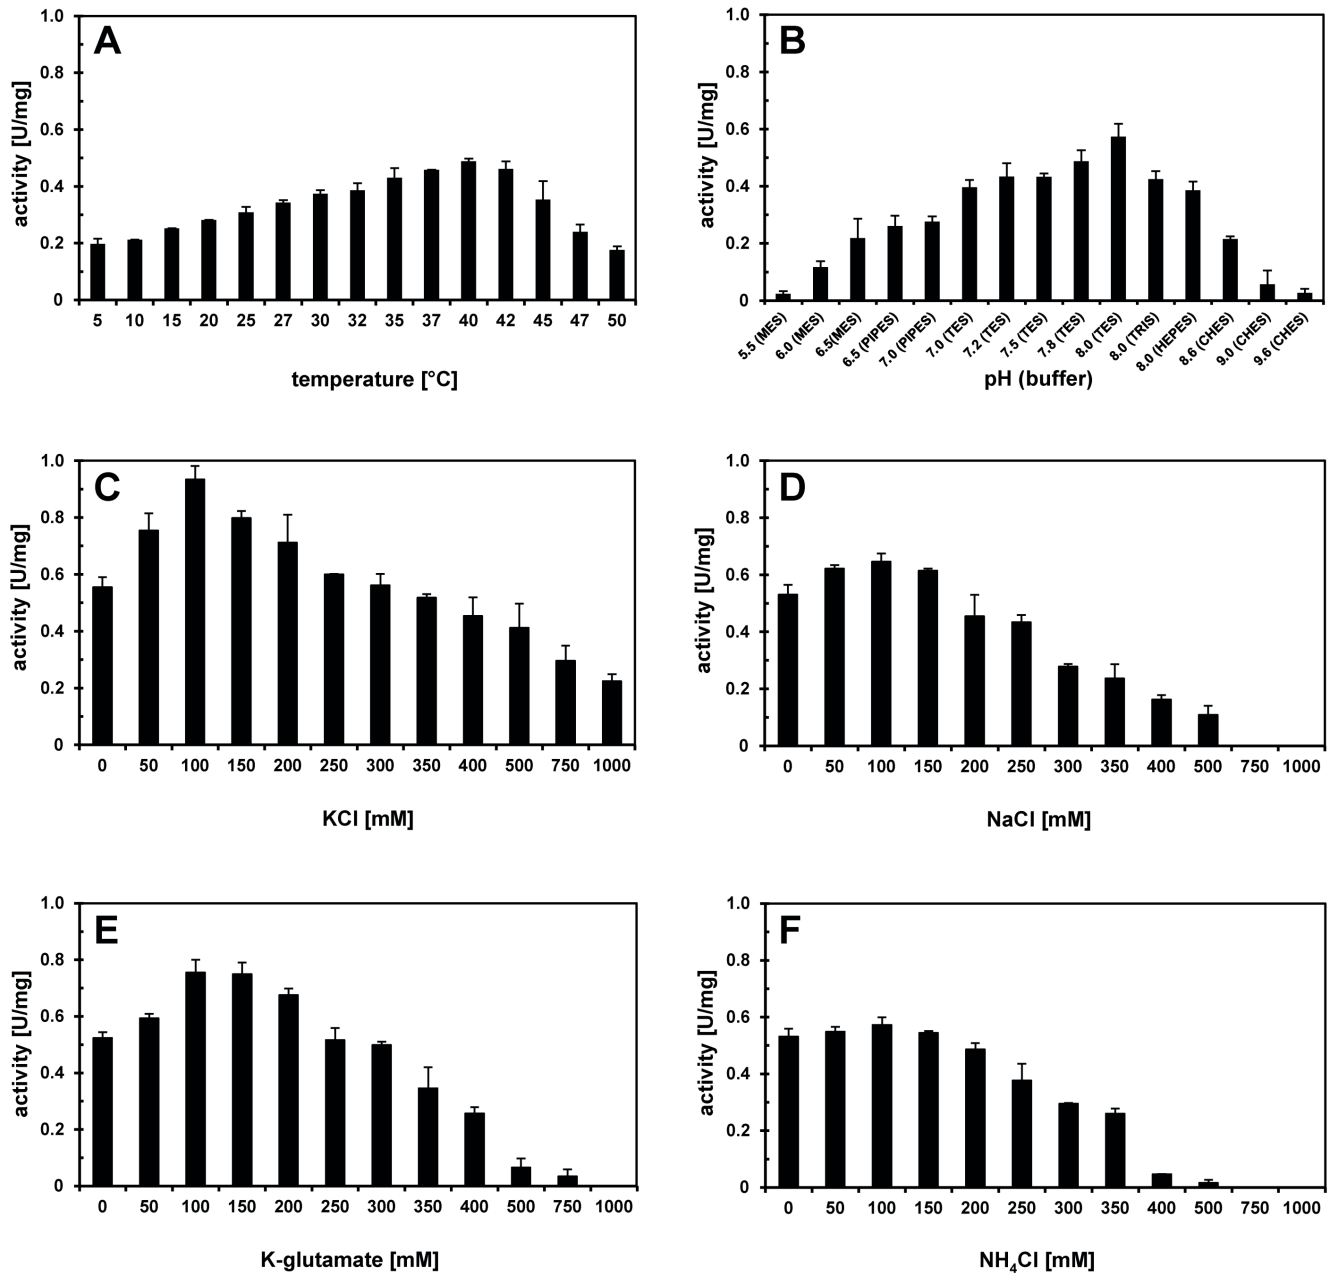 A
activity [U/mg]
1.0
0.8
0.6
0.4
0.2
0
5 10 15 20 25 27 30 32 35 37 40 42 45 47 50
temperature [°C]
B
activity [U/mg]
1.0
0.8
0.6
0.4
0.2
0
5.5 (MES)
6.0 (MES)
6.5(MES)
6.5 (PIPES)
7.0 (PIPES)
7.0 (TES)
7.2 (TES)
7.5 (TES)
7.8 (TES)
8.0 (TES)
8.0 (TRIS)
8.0 (HEPES)
8.6 (CHES)
9.0 (CHES)
9.6 (CHES)
pH (buffer)
C
activity [U/mg]
1.0
0.8
0.6
0.4
0.2
0
0 50 100 150 200 250 300 350 400 500 750 1000
KCl [mM]
D
activity [U/mg]
1.0
0.8
0.6
0.4
0.2
0
0 50 100 150 200 250 300 350 400 500 750 1000
NaCl [mM]
E
activity [U/mg]
1.0
0.8
0.6
0.4
0.2
0
0 50 100 150 200 250 300 350 400 500 750 1000
K-glutamate [mM]
F
activity [U/mg]
1.0
0.8
0.6
0.4
0.2
0
0 50 100 150 200 250 300 350 400 500 750 1000
NH₄Cl [mM]